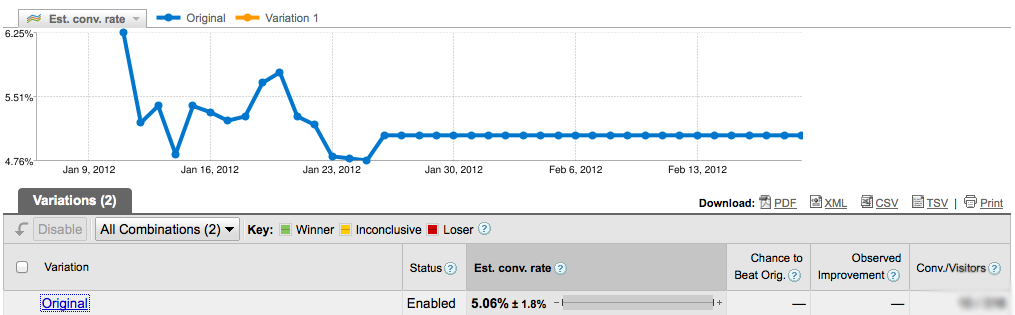 Est. conv. rate Original Variation 1
6.25%
5.51%
4.76%
Jan 9, 2012 Jan 16, 2012 Jan 23, 2012 Jan 30, 2012 Feb 6, 2012 Feb 13, 2012
Variations (2) Download: PDF XML CSV TSV | Print
Disable All Combinations (2) Key: Winner Inconclusive Loser ?
Variation Status ? Est. conv. rate ? Chance to Beat Orig. ? Observed Improvement ? Conv./Visitors ?
Original Enabled 5.06% ± 1.8% – + — —